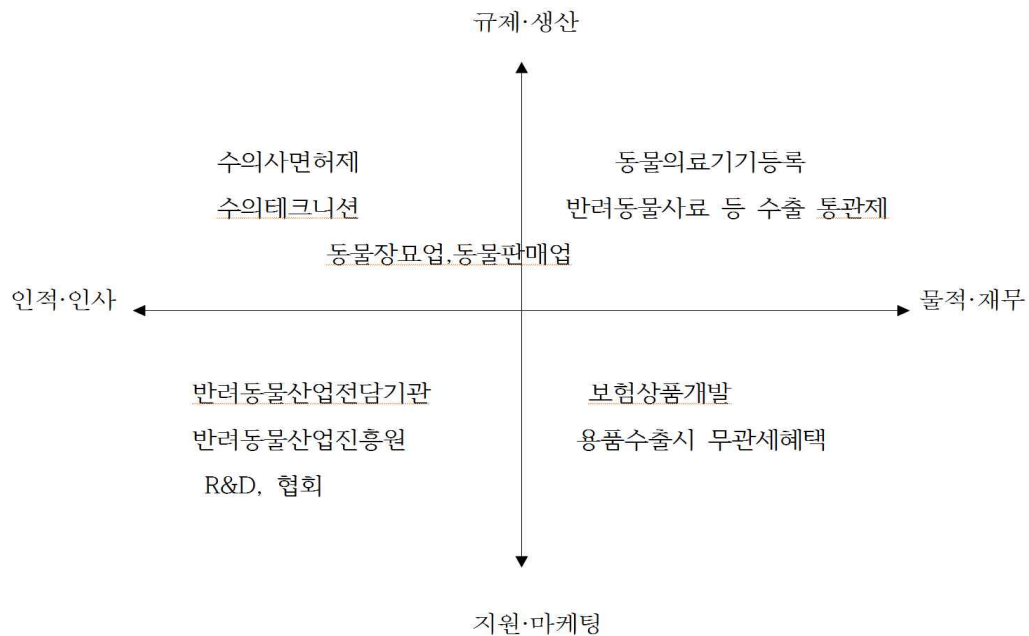 규제·생산
수의사면허제
동물의료기기등록
수의테크니션
반려동물사료 등 수출 통관제
동물장묘업,동물판매업
인적·인사
물적·재무
반려동물산업전담기관
보험상품개발
반려동물산업진흥원
용품수출시 무관세혜택
R&D, 협회
지원·마케팅